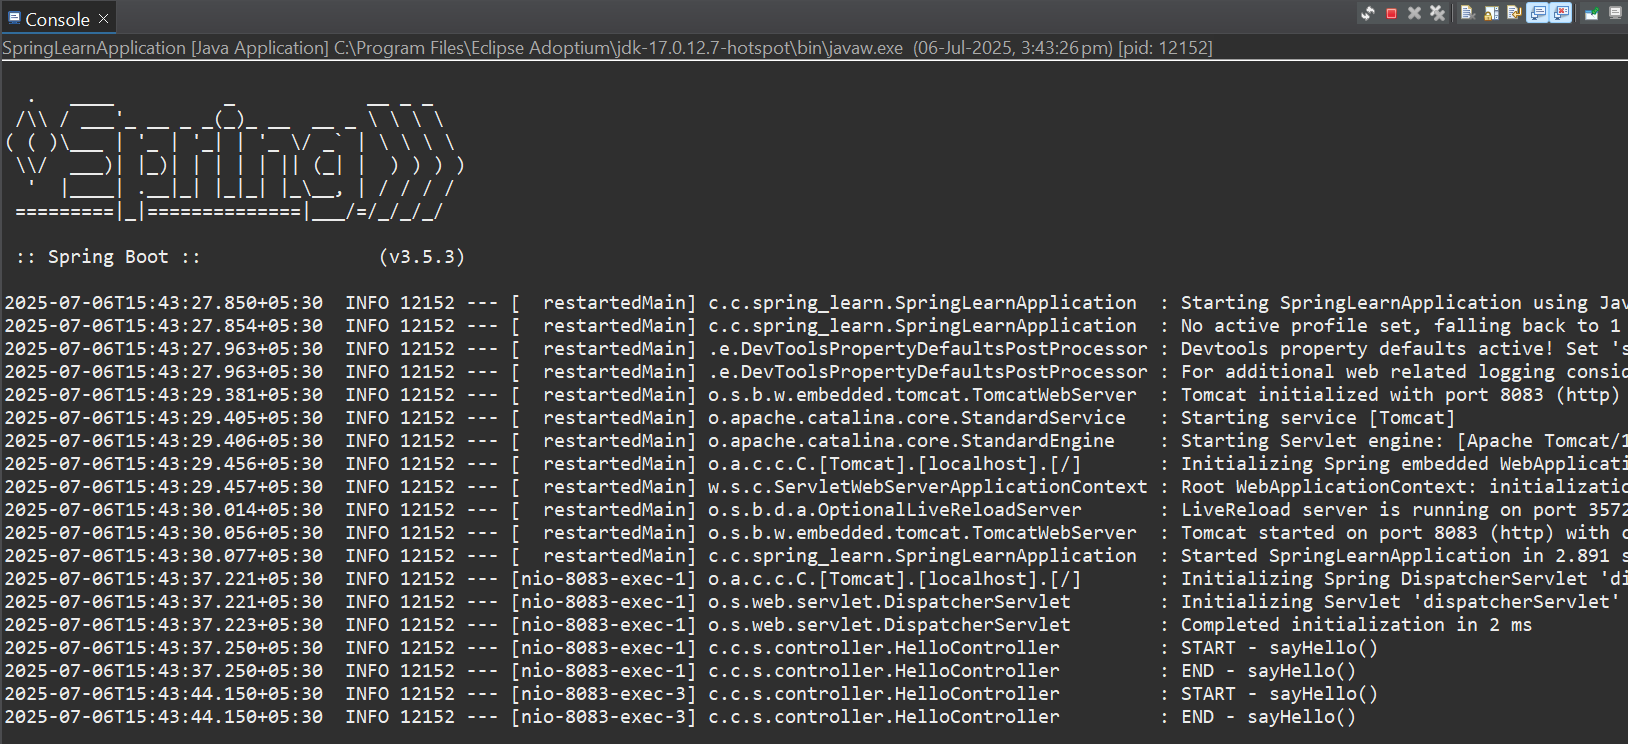 Console
SpringLearnApplication [Java Application] C:\Program Files\Eclipse Adoptium\jdk-17.0.12.7-hotspot\bin\javaw.exe (06-Jul-2025, 3:43:26 pm) [pid: 12152]
  .   ____          _            __ _ _
 /\\ / ___'_ __ _ _(_)_ __  __ _ \ \ \ \
( ( )\___ | '_ | '_| | '_ \/ _` | \ \ \ \
 \\/  ___)| |_)| | | | | || (_| |  ) ) ) )
  '  |____| .__|_| |_|_| |_\__, | / / / /
 =========|_|==============|___/=/_/_/_/
 :: Spring Boot ::                (v3.5.3)
2025-07-06T15:43:27.850+05:30  INFO 12152 --- [  restartedMain] c.c.spring_learn.SpringLearnApplication  : Starting SpringLearnApplication using Jav
2025-07-06T15:43:27.854+05:30  INFO 12152 --- [  restartedMain] c.c.spring_learn.SpringLearnApplication  : No active profile set, falling back to 1
2025-07-06T15:43:27.963+05:30  INFO 12152 --- [  restartedMain] .e.DevToolsPropertyDefaultsPostProcessor : Devtools property defaults active! Set 's
2025-07-06T15:43:27.963+05:30  INFO 12152 --- [  restartedMain] .e.DevToolsPropertyDefaultsPostProcessor : For additional web related logging consid
2025-07-06T15:43:29.381+05:30  INFO 12152 --- [  restartedMain] o.s.b.w.embedded.tomcat.TomcatWebServer  : Tomcat initialized with port 8083 (http)
2025-07-06T15:43:29.405+05:30  INFO 12152 --- [  restartedMain] o.apache.catalina.core.StandardService   : Starting service [Tomcat]
2025-07-06T15:43:29.406+05:30  INFO 12152 --- [  restartedMain] o.apache.catalina.core.StandardEngine    : Starting Servlet engine: [Apache Tomcat/1
2025-07-06T15:43:29.456+05:30  INFO 12152 --- [  restartedMain] o.a.c.c.C.[Tomcat].[localhost].[/]       : Initializing Spring embedded WebApplicati
2025-07-06T15:43:29.457+05:30  INFO 12152 --- [  restartedMain] w.s.c.ServletWebServerApplicationContext : Root WebApplicationContext: initializatio
2025-07-06T15:43:30.014+05:30  INFO 12152 --- [  restartedMain] o.s.b.d.a.OptionalLiveReloadServer       : LiveReload server is running on port 3572
2025-07-06T15:43:30.056+05:30  INFO 12152 --- [  restartedMain] o.s.b.w.embedded.tomcat.TomcatWebServer  : Tomcat started on port 8083 (http) with c
2025-07-06T15:43:30.077+05:30  INFO 12152 --- [  restartedMain] c.c.spring_learn.SpringLearnApplication  : Started SpringLearnApplication in 2.891 s
2025-07-06T15:43:37.221+05:30  INFO 12152 --- [nio-8083-exec-1] o.a.c.c.C.[Tomcat].[localhost].[/]       : Initializing Spring DispatcherServlet 'di
2025-07-06T15:43:37.221+05:30  INFO 12152 --- [nio-8083-exec-1] o.s.web.servlet.DispatcherServlet        : Initializing Servlet 'dispatcherServlet'
2025-07-06T15:43:37.223+05:30  INFO 12152 --- [nio-8083-exec-1] o.s.web.servlet.DispatcherServlet        : Completed initialization in 2 ms
2025-07-06T15:43:37.250+05:30  INFO 12152 --- [nio-8083-exec-1] c.c.s.controller.HelloController         : START - sayHello()
2025-07-06T15:43:37.250+05:30  INFO 12152 --- [nio-8083-exec-1] c.c.s.controller.HelloController         : END - sayHello()
2025-07-06T15:43:44.150+05:30  INFO 12152 --- [nio-8083-exec-3] c.c.s.controller.HelloController         : START - sayHello()
2025-07-06T15:43:44.150+05:30  INFO 12152 --- [nio-8083-exec-3] c.c.s.controller.HelloController         : END - sayHello()